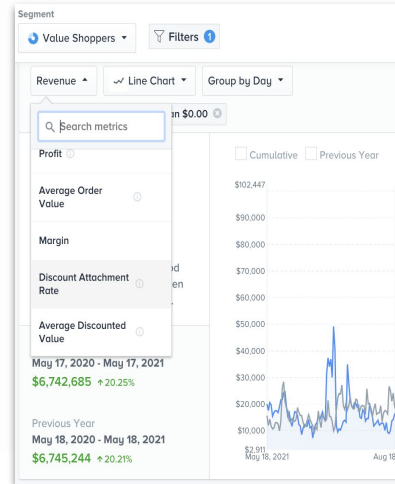 Segment
Value Shoppers
Filters 1
Revenue
Line Chart
Group by Day
an $0.00
Search metrics
Profit
Average Order
Value
Margin
Discount Attachment
Rate
Average Discounted
Value
od
en
May 17, 2020 - May 17, 2021
$6,742,685 ↑ 20.25%
Previous Year
May 18, 2020 - May 18, 2021
$6,745,244 ↑ 20.21%
Cumulative
Previous Year
$102,447
$90,000
$80,000
$70,000
$60,000
$50,000
$40,000
$30,000
$20,000
$10,000
$2,911
May 18, 2021
Aug 18